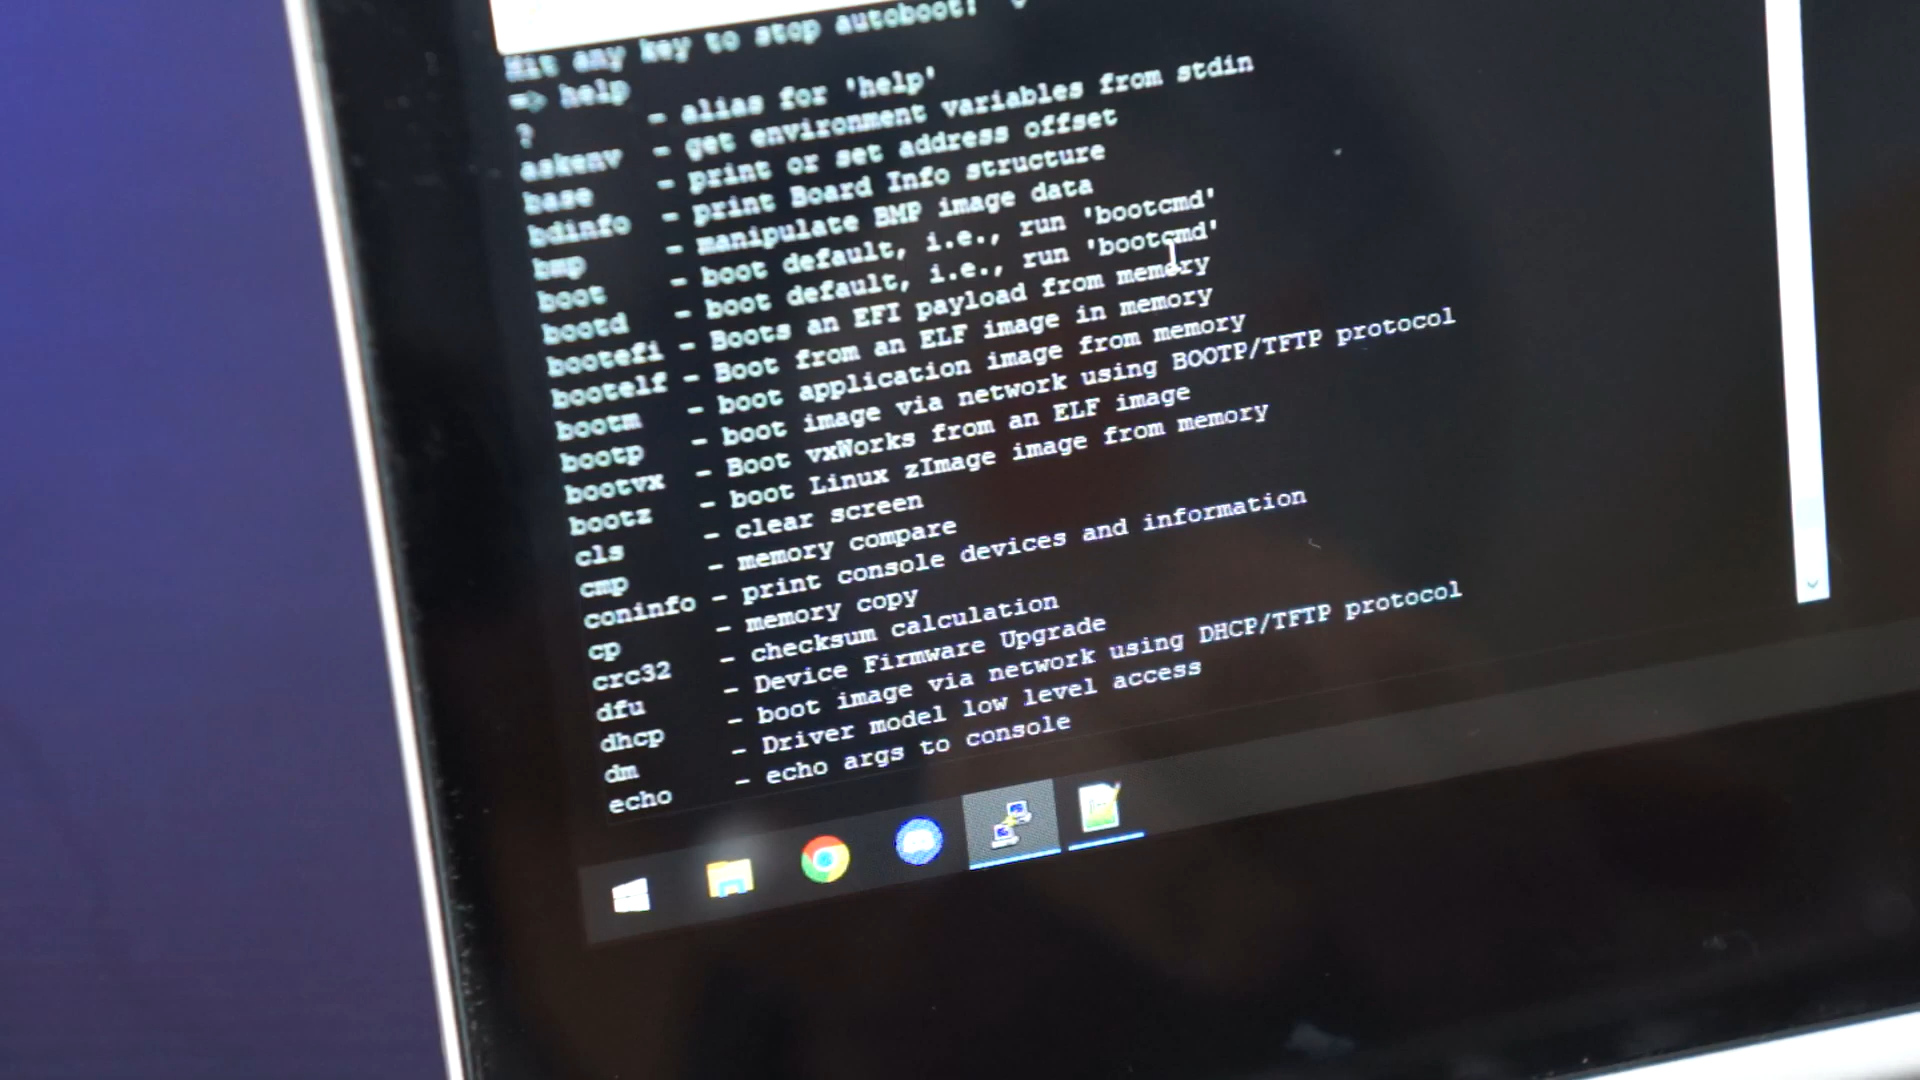 Hit any key to stop autoboot!
=> help
? - alias for 'help'
askenv - get environment variables from stdin
base - print or set address offset
bdinfo - print Board Info structure
bmp - manipulate BMP image data
boot - boot default, i.e., run 'bootcmd'
bootd - boot default, i.e., run 'bootcmd'
bootefi - Boots an EFI payload from memory
bootelf - Boot from an ELF image in memory
bootm - boot application image from memory
bootp - boot image via network using BOOTP/TFTP protocol
bootvx - Boot vxWorks from an ELF image
bootz - boot Linux zImage image from memory
cls - clear screen
cmp - memory compare
coninfo - print console devices and information
cp - memory copy
crc32 - checksum calculation
dfu - Device Firmware Upgrade
dhcp - boot image via network using DHCP/TFTP protocol
dm - Driver model low level access
echo - echo args to console